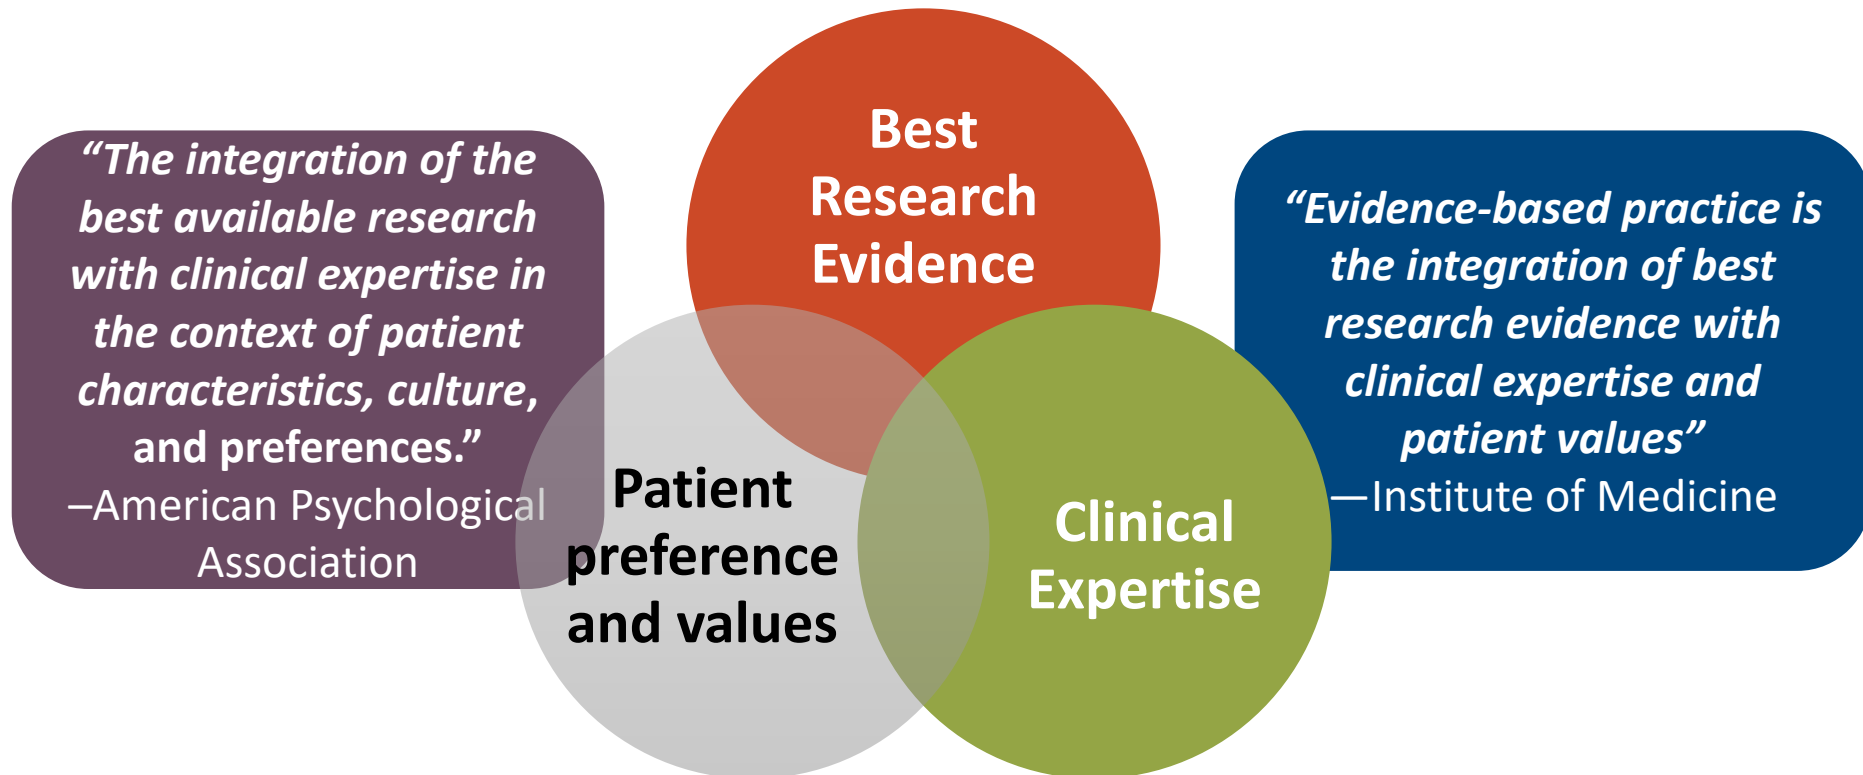 “The integration of the
best available research
with clinical expertise in
the context of patient
characteristics, culture,
and preferences.”
–American Psychological
Association
Best
Research
Evidence
Patient
preference
and values
Clinical
Expertise
“Evidence-based practice is
the integration of best
research evidence with
clinical expertise and
patient values”
—Institute of Medicine